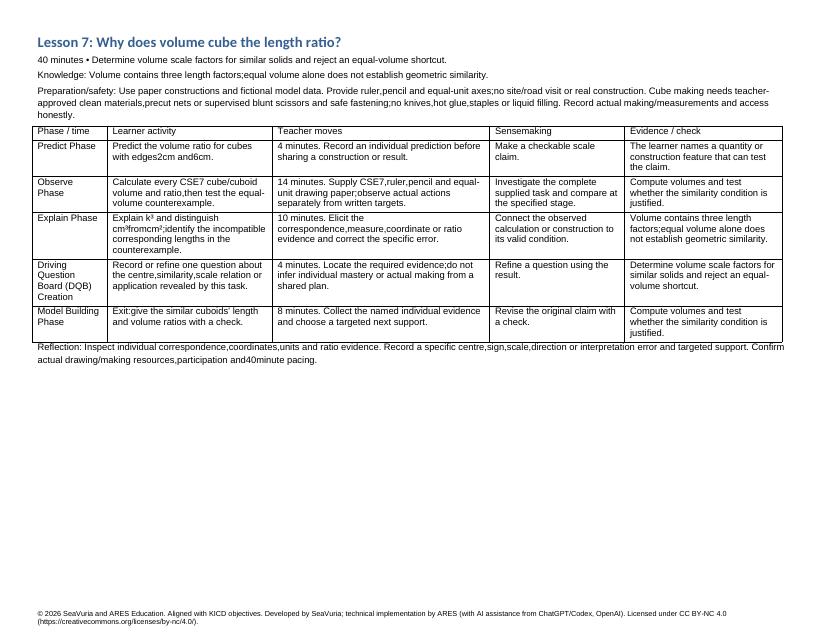 Lesson 7: Why does volume cube the length ratio?
40 minutes • Determine volume scale factors for similar solids and reject an equal-volume shortcut.
Knowledge: Volume contains three length factors;equal volume alone does not establish geometric similarity.
Preparation/safety: Use paper constructions and fictional model data. Provide ruler,pencil and equal-unit axes;no site/road visit or real construction. Cube making needs teacher-
approved clean materials,precut nets or supervised blunt scissors and safe fastening;no knives,hot glue,staples or liquid filling. Record actual making/measurements and access
honestly.
Phase / time
Learner activity
Teacher moves
Sensemaking
Evidence / check
Predict Phase
Predict the volume ratio for cubes
with edges2cm and6cm.
4 minutes. Record an individual prediction before
sharing a construction or result.
Make a checkable scale
claim.
The learner names a quantity or
construction feature that can test
the claim.
Observe
Phase
Calculate every CSE7 cube/cuboid
volume and ratio,then test the equal-
volume counterexample.
14 minutes. Supply CSE7,ruler,pencil and equal-
unit drawing paper;observe actual actions
separately from written targets.
Investigate the complete
supplied task and compare at
the specified stage.
Compute volumes and test
whether the similarity condition is
justified.
Explain Phase
Explain k³ and distinguish
cm³fromcm²;identify the incompatible
corresponding lengths in the
counterexample.
10 minutes. Elicit the
correspondence,measure,coordinate or ratio
evidence and correct the specific error.
Connect the observed
calculation or construction to
its valid condition.
Volume contains three length
factors;equal volume alone does
not establish geometric similarity.
Driving
Question
Board (DQB)
Creation
Record or refine one question about
the centre,similarity,scale relation or
application revealed by this task.
4 minutes. Locate the required evidence;do not
infer individual mastery or actual making from a
shared plan.
Refine a question using the
result.
Determine volume scale factors for
similar solids and reject an equal-
volume shortcut.
Model Building
Phase
Exit:give the similar cuboids' length
and volume ratios with a check.
8 minutes. Collect the named individual evidence
and choose a targeted next support.
Revise the original claim with
a check.
Compute volumes and test
whether the similarity condition is
justified.
Reflection: Inspect individual correspondence,coordinates,units and ratio evidence. Record a specific centre,sign,scale,direction or interpretation error and targeted support. Confirm
actual drawing/making resources,participation and40minute pacing.
© 2026 SeaVuria and ARES Education. Aligned with KICD objectives. Developed by SeaVuria; technical implementation by ARES (with AI assistance from ChatGPT/Codex, OpenAI). Licensed under CC BY-NC 4.0
(https://creativecommons.org/licenses/by-nc/4.0/).